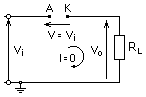 A K
V = Vi
Vi
I = 0
Vo
RL